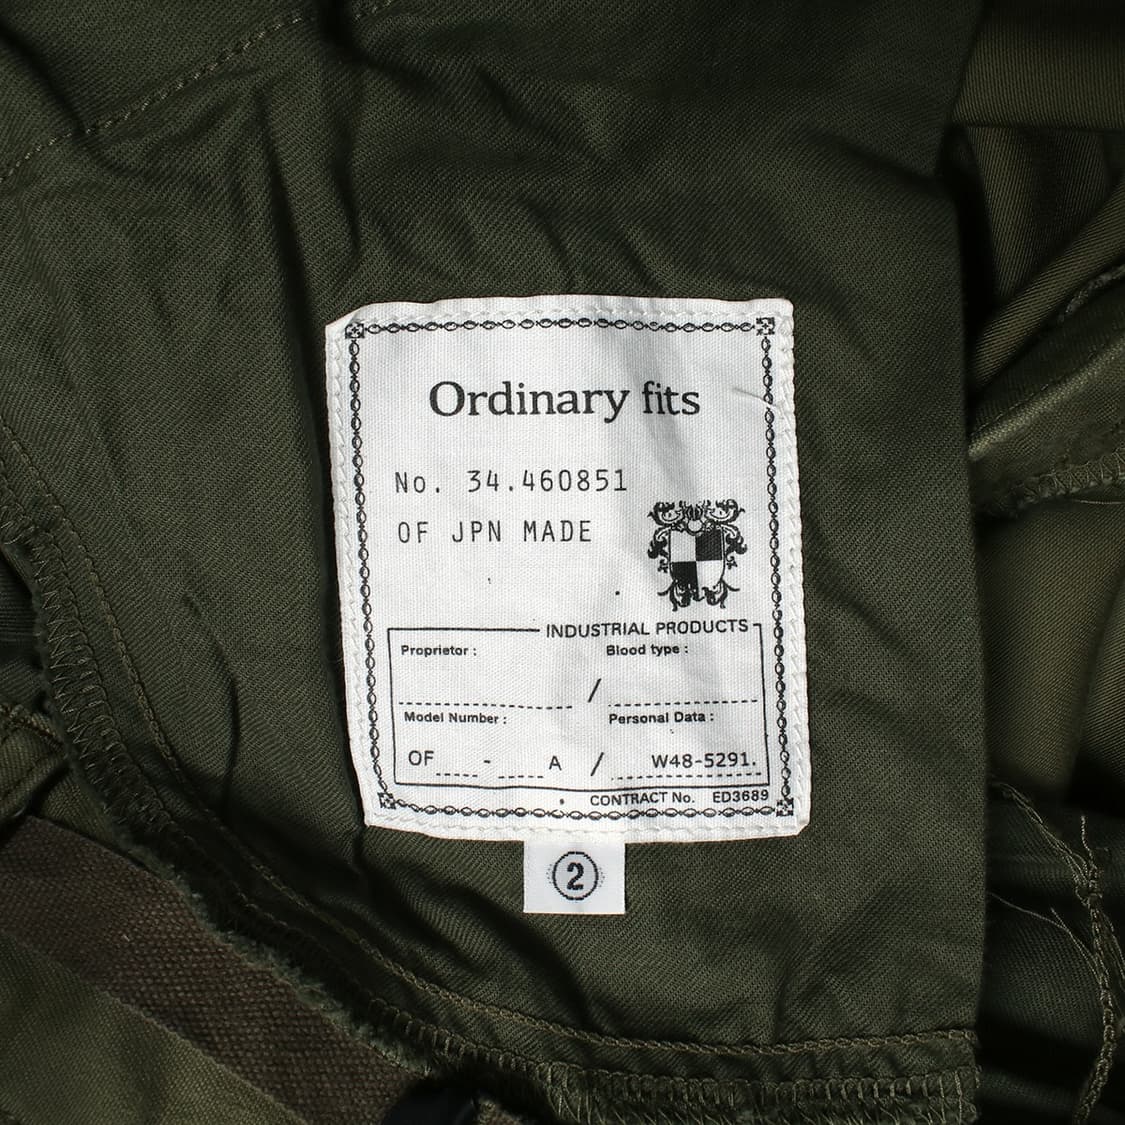 Ordinary fits
No. 34.460851
OF JPN MADE
INDUSTRIAL PRODUCTS
Proprietor : Blood type :
/
Model Number : Personal Data :
OF - A / W48-5291.
CONTRACT No. ED3689
2